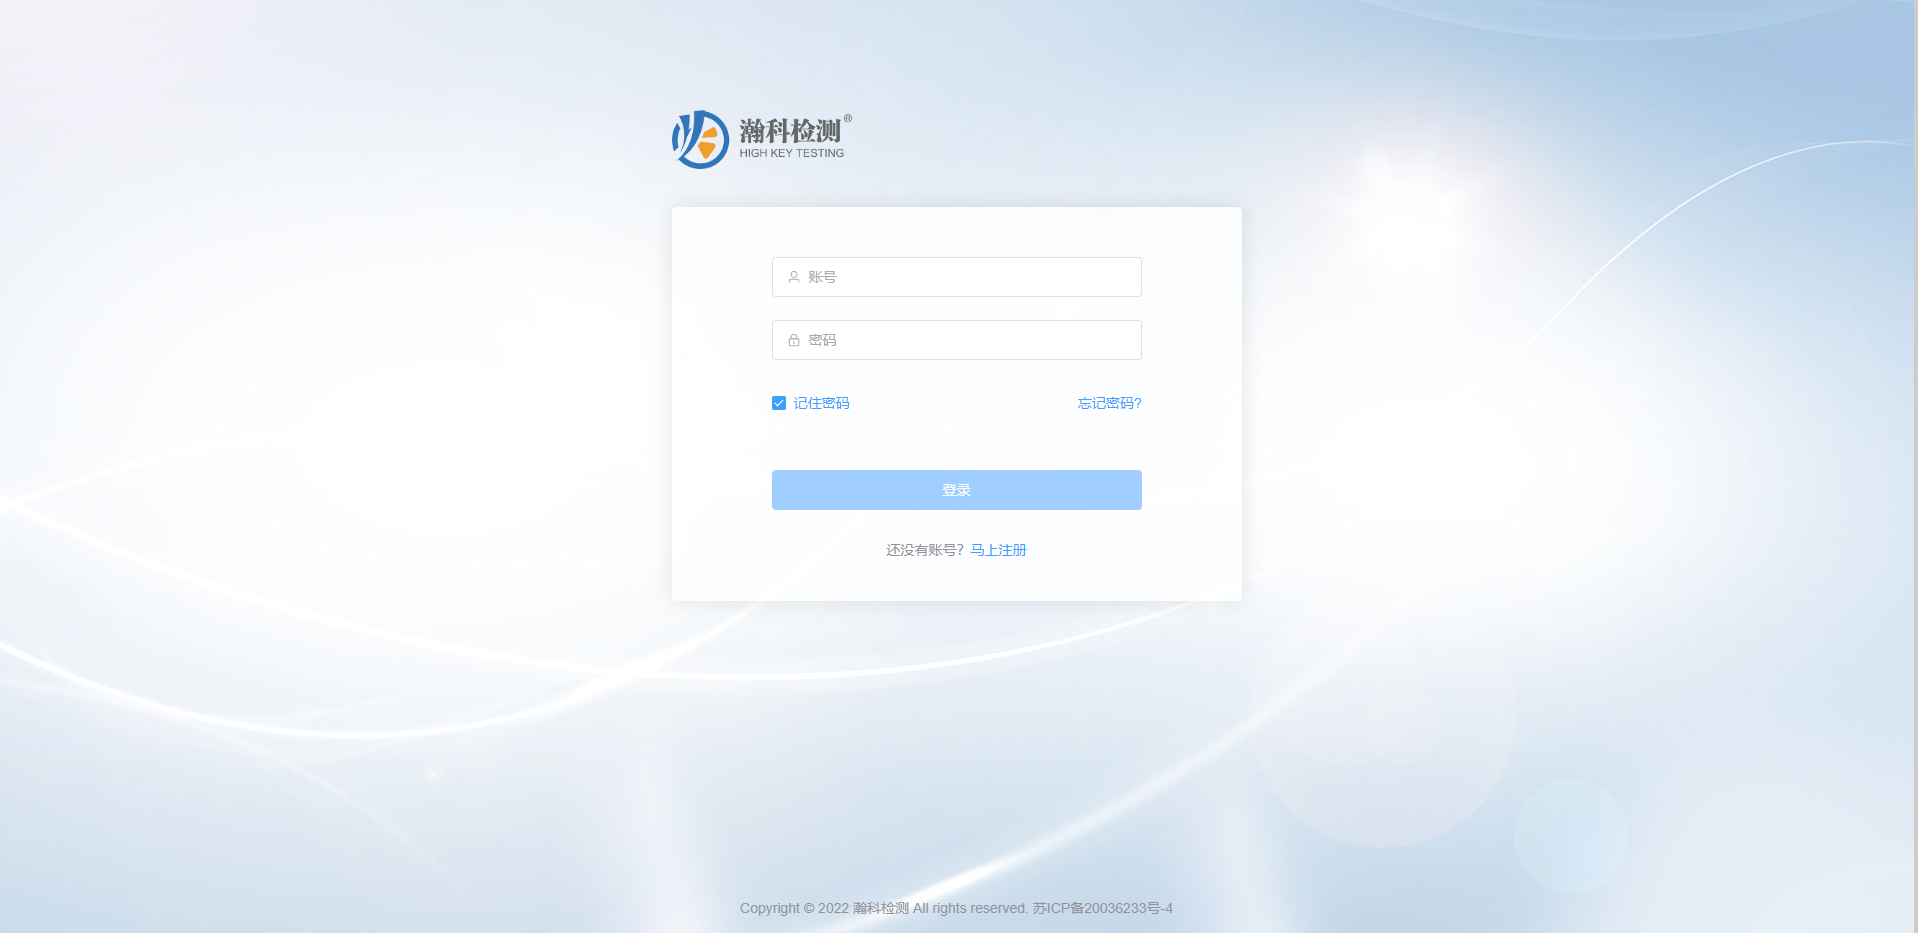 瀚科检测®
HIGH KEY TESTING
账号
密码
记住密码
忘记密码?
登录
还没有账号? 马上注册
Copyright © 2022 瀚科检测 All rights reserved. 苏ICP备20036233号-4